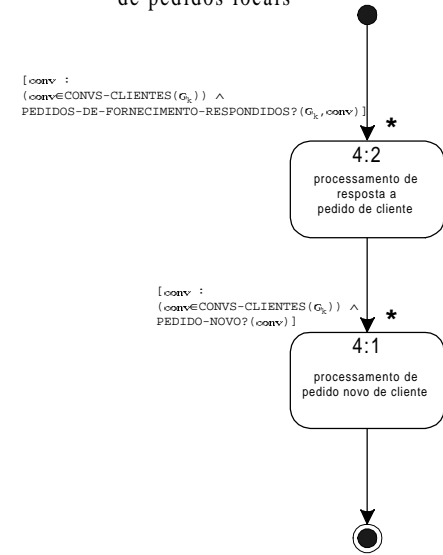 de pedidos locais
[conv :
(conv∈CONVS-CLIENTES(Gk)) ∧
PEDIDOS-DE-FORNECIMENTO-RESPONDIDOS?(Gk,conv)]
*
4:2
processamento de
resposta a
pedido de cliente
[conv :
(conv∈CONVS-CLIENTES(Gk)) ∧
PEDIDO-NOVO?(conv)]
*
4:1
processamento de
pedido novo de cliente